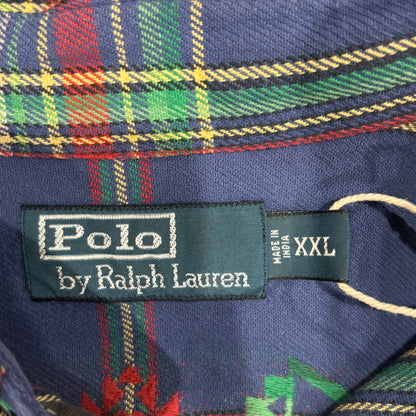 Polo
by Ralph Lauren
MADE IN
INDIA
XXL